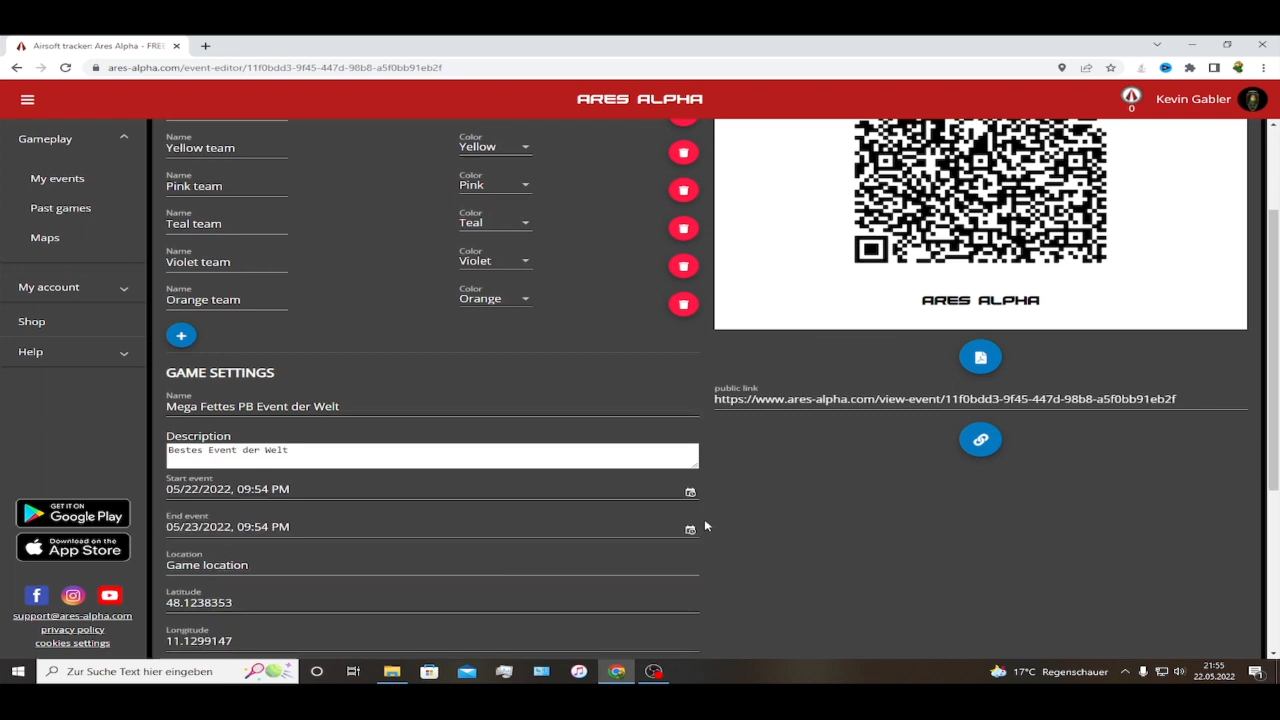 Airsoft tracker: Ares Alpha - FREE
ares-alpha.com/event-editor/11f0bdd3-9f45-447d-98b8-a5f0bb91eb2f
ARES ALPHA
0
Kevin Gabler
Gameplay
My events
Past games
Maps
My account
Shop
Help
GET IT ON
Google Play
Download on the
App Store
support@ares-alpha.com
privacy policy
cookies settings
Name
Yellow team
Color
Yellow
Name
Pink team
Color
Pink
Name
Teal team
Color
Teal
Name
Violet team
Color
Violet
Name
Orange team
Color
Orange
+
GAME SETTINGS
Name
Mega Fettes PB Event der Welt
Description
Bestes Event der Welt
Start event
05/22/2022, 09:54 PM
End event
05/23/2022, 09:54 PM
Location
Game location
Latitude
48.1238353
Longitude
11.1299147
ARES ALPHA
public link
https://www.ares-alpha.com/view-event/11f0bdd3-9f45-447d-98b8-a5f0bb91eb2f
Zur Suche Text hier eingeben
17°C Regenschauer
21:55
22.05.2022